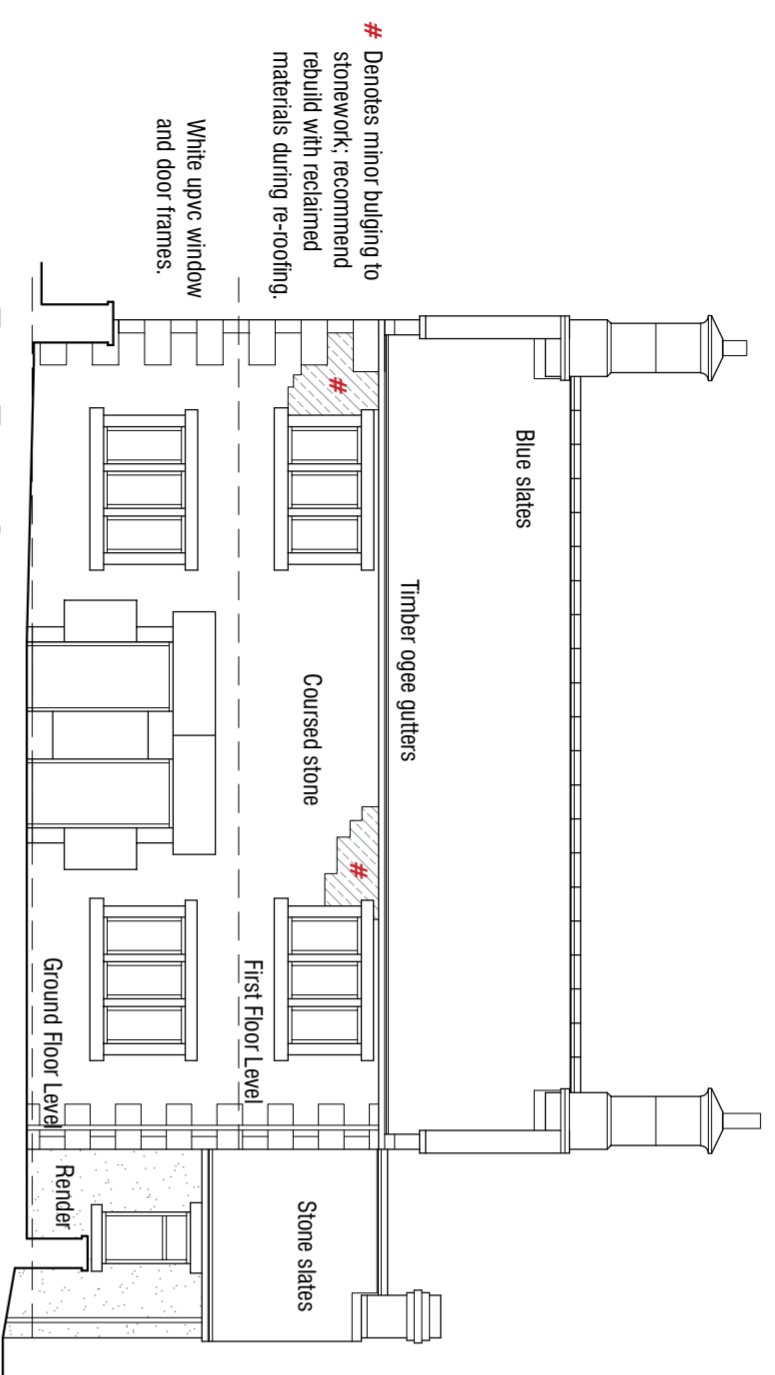 # Denotes minor bulging to
stonework; recommend
rebuild with reclaimed
materials during re-roofing.
White upvc window
and door frames.
Blue slates
Timber ogee gutters
#
Coursed stone
#
First Floor Level
Ground Floor Level
Stone slates
Render